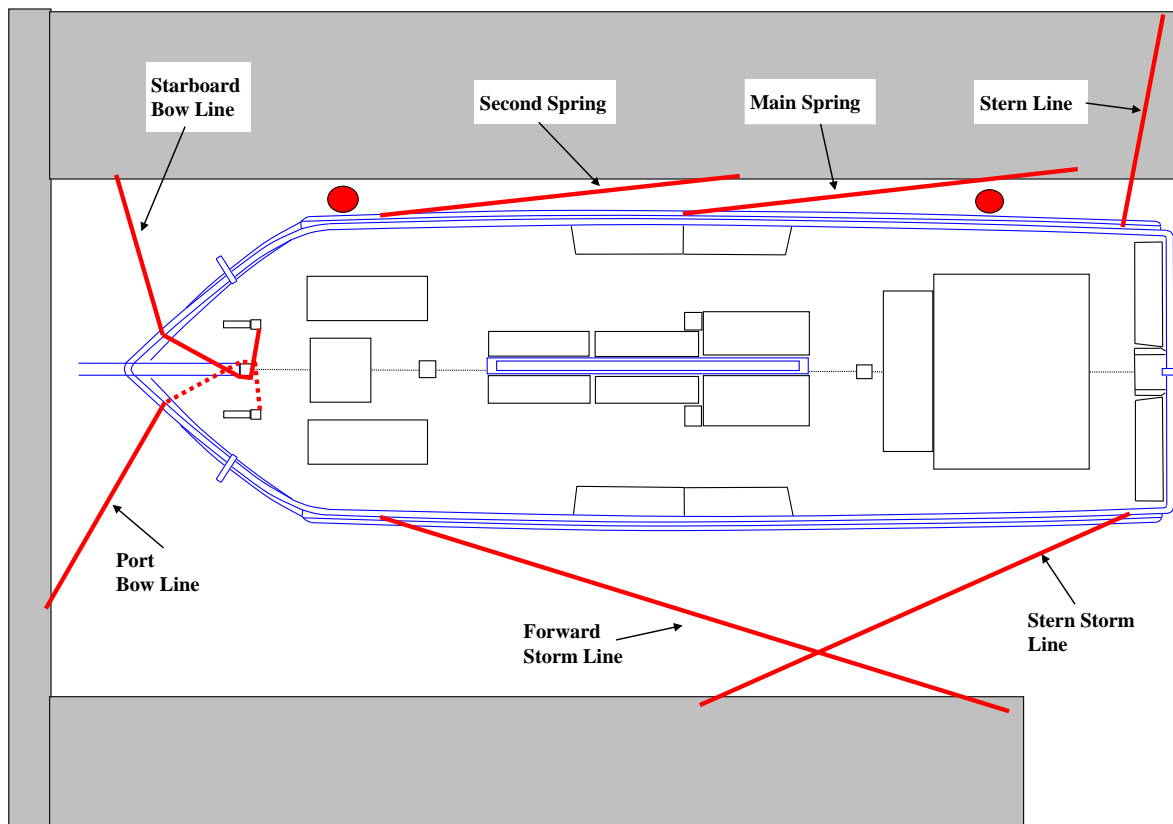 Starboard
Bow Line
Second Spring
Main Spring
Stern Line
Port
Bow Line
Forward
Storm Line
Stern Storm
Line